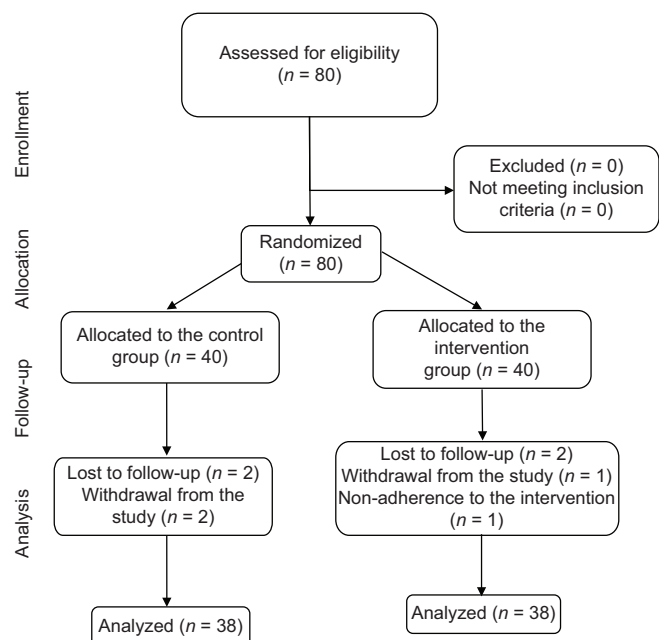 Enrollment
Assessed for eligibility
(n = 80)
Excluded (n = 0)
Not meeting inclusion
criteria (n = 0)
Allocation
Randomized
(n = 80)
Allocated to the control
group (n = 40)
Allocated to the
intervention
group (n = 40)
Follow-up
Lost to follow-up (n = 2)
Withdrawal from the
study (n = 2)
Lost to follow-up (n = 2)
Withdrawal from the study (n = 1)
Non-adherence to the intervention
(n = 1)
Analysis
Analyzed (n = 38)
Analyzed (n = 38)